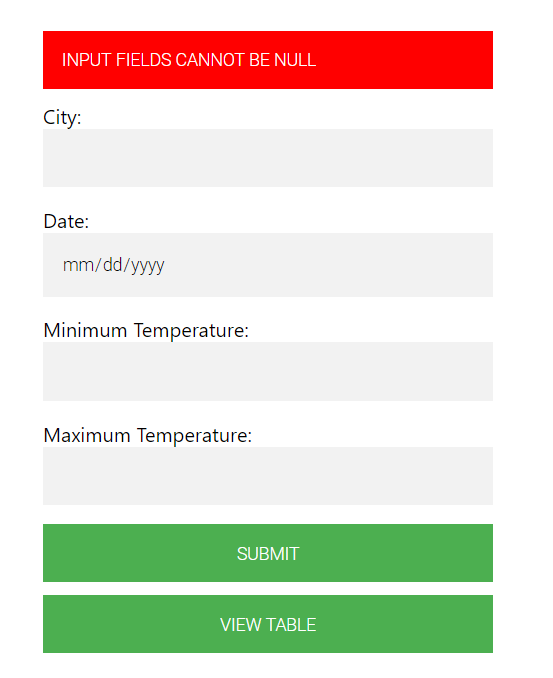 INPUT FIELDS CANNOT BE NULL
City:
Date:
mm/dd/yyyy
Minimum Temperature:
Maximum Temperature:
SUBMIT
VIEW TABLE